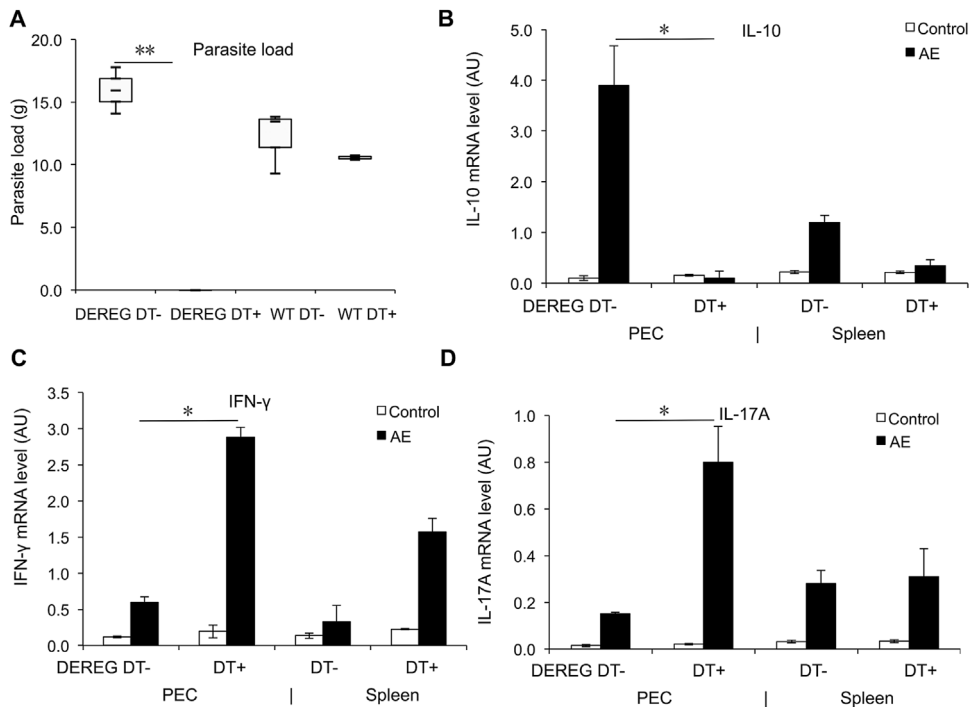 A
Parasite load
**
Parasite load (g)
20.0
15.0
10.0
5.0
0.0
DEREG DT- DEREG DT+ WT DT- WT DT+
B
IL-10
*
Control
AE
IL-10 mRNA level (AU)
5.0
4.0
3.0
2.0
1.0
0.0
DEREG DT- DT+ DT- DT+
PEC | Spleen
C
IFN-γ
*
Control
AE
IFN-γ mRNA level (AU)
3.5
3.0
2.5
2.0
1.5
1.0
0.5
0.0
DEREG DT- DT+ DT- DT+
PEC | Spleen
D
IL-17A
*
Control
AE
IL-17A mRNA level (AU)
1.0
0.8
0.6
0.4
0.2
0.0
DEREG DT- DT+ DT- DT+
PEC | Spleen